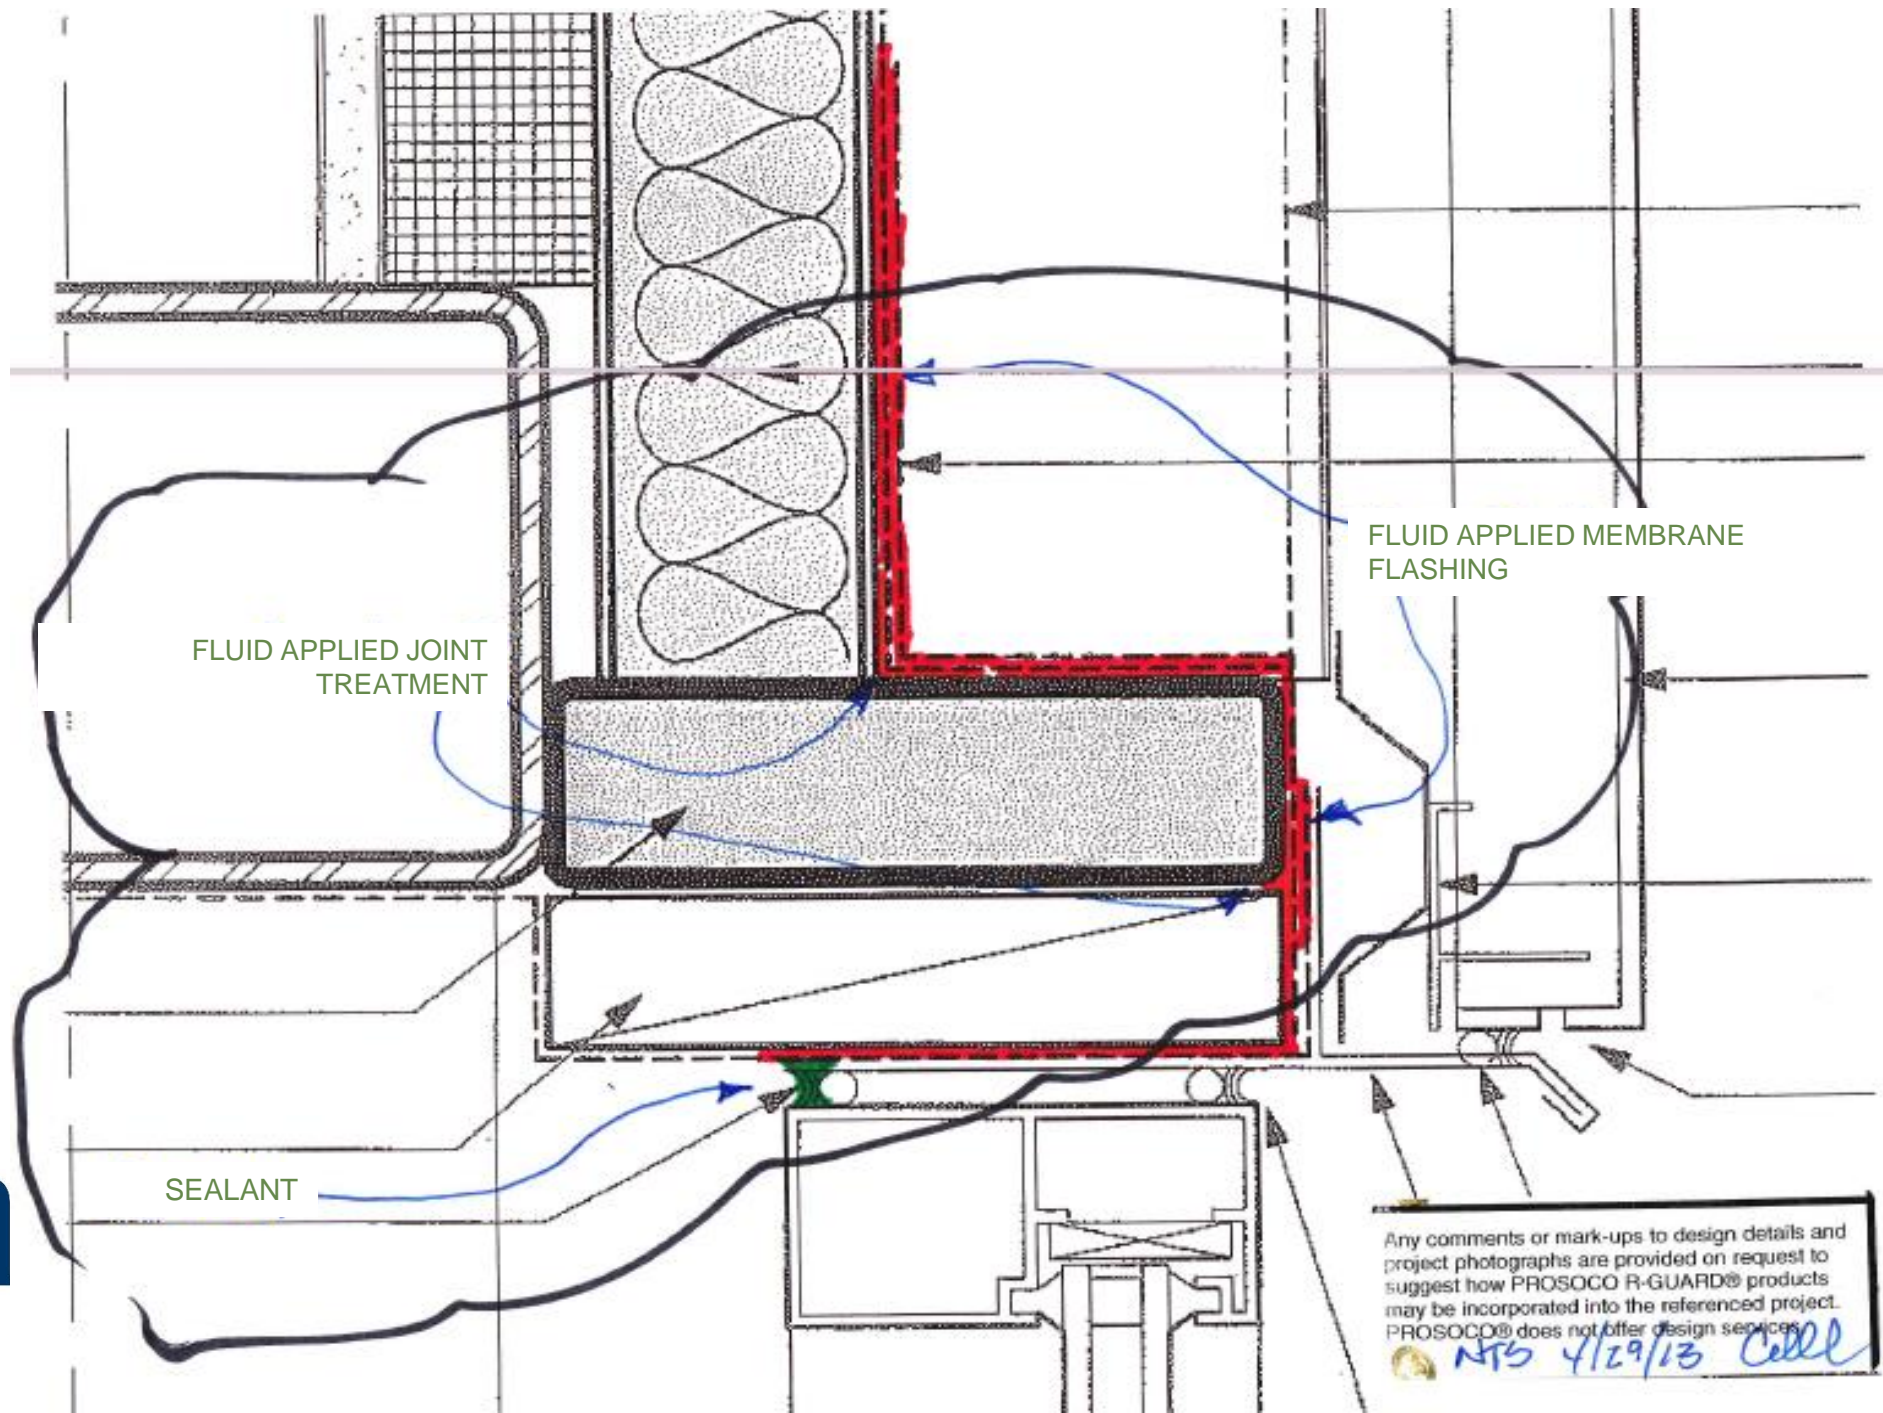 FLUID APPLIED MEMBRANE
FLASHING
FLUID APPLIED JOINT
TREATMENT
SEALANT
Any comments or mark-ups to design details and
project photographs are provided on request to
suggest how PROSOCO R-GUARD® products
may be incorporated into the referenced project.
PROSOCO® does not offer design services.
NTS 4/29/13